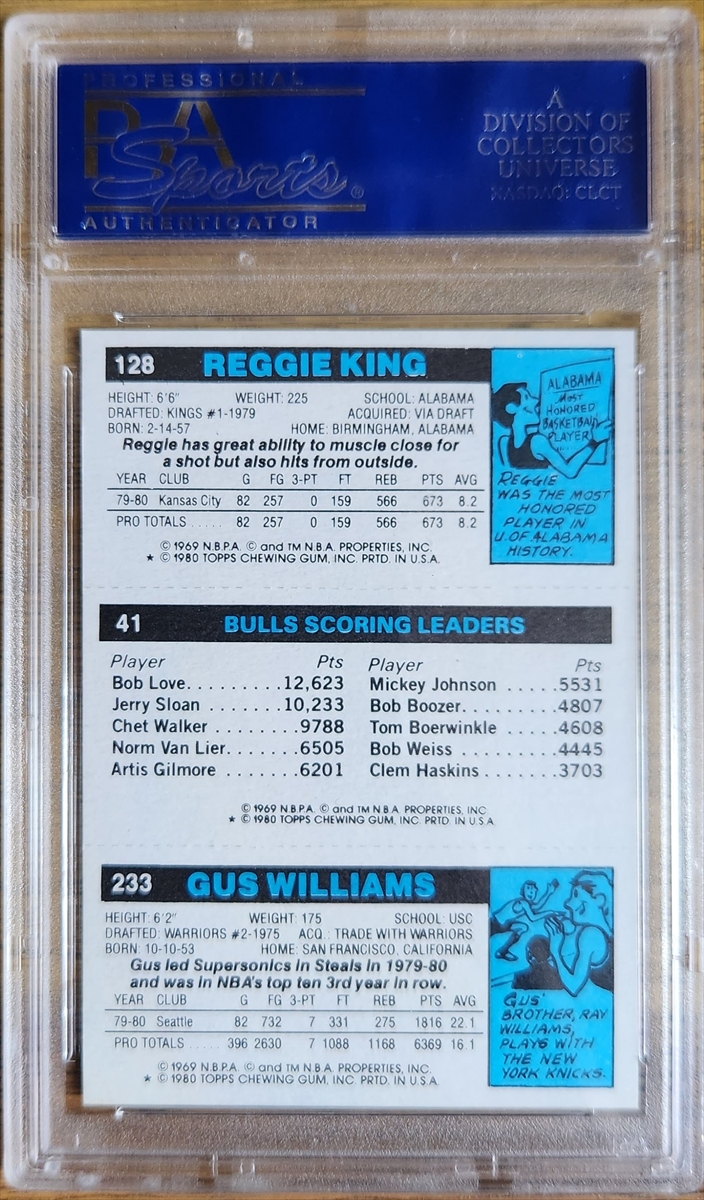 PROFESSIONAL
PSA
Sports®
AUTHENTICATOR
A
DIVISION OF
COLLECTORS
UNIVERSE
NASDAQ: CLCT
128 REGGIE KING
HEIGHT: 6'6" WEIGHT: 225 SCHOOL: ALABAMA
DRAFTED: KINGS #1-1979 ACQUIRED: VIA DRAFT
BORN: 2-14-57 HOME: BIRMINGHAM, ALABAMA
Reggie has great ability to muscle close for
a shot but also hits from outside.
YEAR CLUB G FG 3-PT FT REB PTS AVG
79-80 Kansas City 82 257 0 159 566 673 8.2
PRO TOTALS ..... 82 257 0 159 566 673 8.2
© 1969 N.B.P.A. © and TM N.B.A. PROPERTIES, INC.
★ © 1980 TOPPS CHEWING GUM, INC. PRTD. IN U.S.A.
ALABAMA
MOST
HONORED
BASKETBALL
PLAYER
REGGIE
WAS THE MOST
HONORED
PLAYER IN
U. OF ALABAMA
HISTORY.
41 BULLS SCORING LEADERS
Player Pts Player Pts
Bob Love.........12,623 Mickey Johnson .....5531
Jerry Sloan .......10,233 Bob Boozer........4807
Chet Walker ........9788 Tom Boerwinkle .....4608
Norm Van Lier.......6505 Bob Weiss .........4445
Artis Gilmore .......6201 Clem Haskins .......3703
© 1969 N.B.P.A. © and TM N.B.A. PROPERTIES, INC
★ © 1980 TOPPS CHEWING GUM, INC. PRTD. IN U.S.A
233 GUS WILLIAMS
HEIGHT: 6'2" WEIGHT: 175 SCHOOL: USC
DRAFTED: WARRIORS #2-1975 ACQ.: TRADE WITH WARRIORS
BORN: 10-10-53 HOME: SAN FRANCISCO, CALIFORNIA
Gus led Supersonics in Steals in 1979-80
and was in NBA's top ten 3rd year in row.
YEAR CLUB G FG 3-PT FT REB PTS AVG
79-80 Seattle 82 732 7 331 275 1816 22.1
PRO TOTALS ..... 396 2630 7 1088 1168 6369 16.1
© 1969 N.B.P.A. © and TM N.B.A. PROPERTIES, INC.
★ © 1980 TOPPS CHEWING GUM, INC. PRTD. IN U.S.A.
GUS'
BROTHER, RAY
WILLIAMS,
PLAYS WITH
THE NEW
YORK KNICKS.